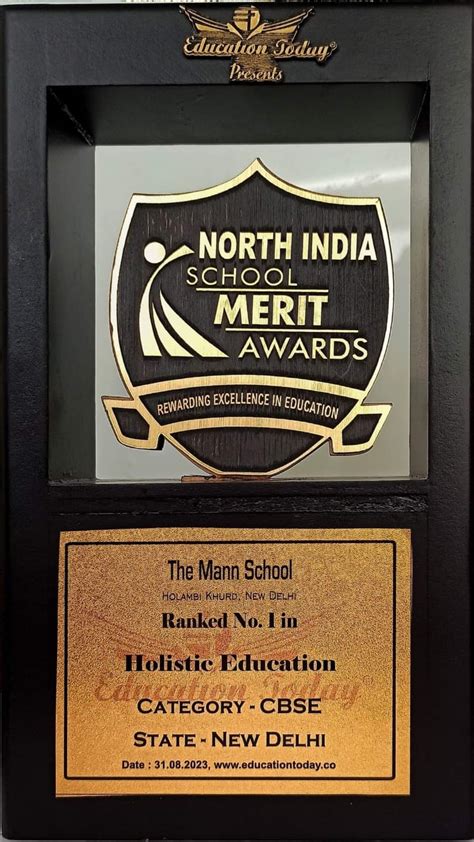 Education Today®
Presents
NORTH INDIA
SCHOOL
MERIT
AWARDS
REWARDING EXCELLENCE IN EDUCATION
The Mann School
HOLAMBI KHURD, NEW DELHI
Ranked No. 1 in
Holistic Education
Education Today®
CATEGORY - CBSE
STATE - NEW DELHI
Date : 31.08.2023, www.educationtoday.co